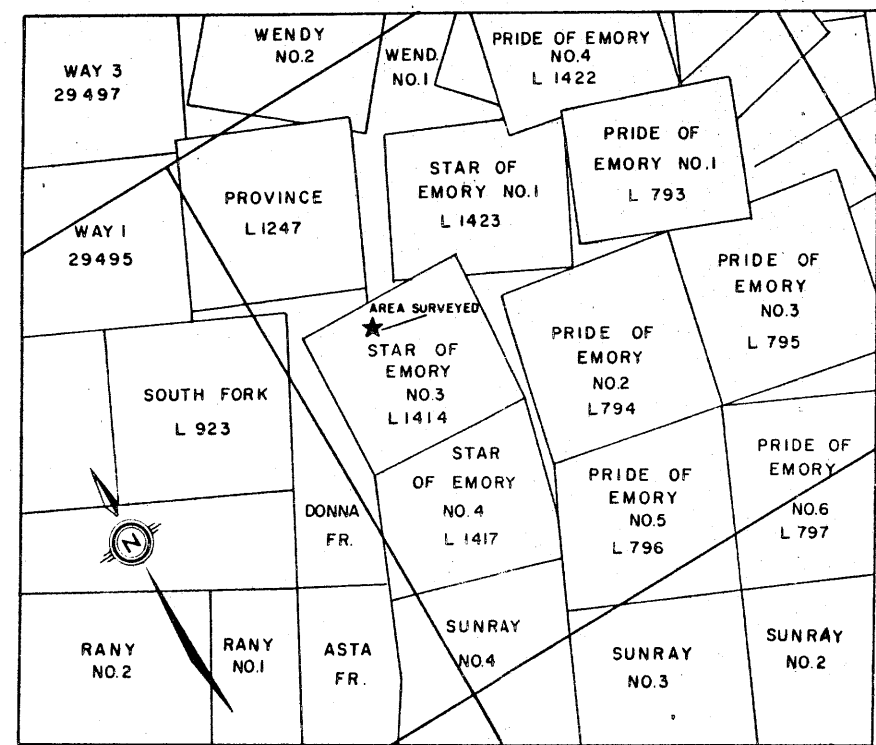 WENDY
NO.2
WEND.
NO.1
PRIDE OF EMORY
NO.4
L 1422
WAY 3
29497
PRIDE OF
EMORY NO.1
L 793
STAR OF
EMORY NO.1
L 1423
PROVINCE
L 1247
WAY 1
29495
PRIDE OF
EMORY
NO.3
L 795
AREA SURVEYED
STAR OF
EMORY
NO.3
L 1414
PRIDE OF
EMORY
NO.2
L 794
SOUTH FORK
L 923
STAR
OF EMORY
NO.4
L 1417
PRIDE OF
EMORY
NO.5
L 796
PRIDE OF
EMORY
NO.6
L 797
DONNA
FR.
N
RANY
NO.2
RANY
NO.1
ASTA
FR.
SUNRAY
NO.4
SUNRAY
NO.3
SUNRAY
NO.2